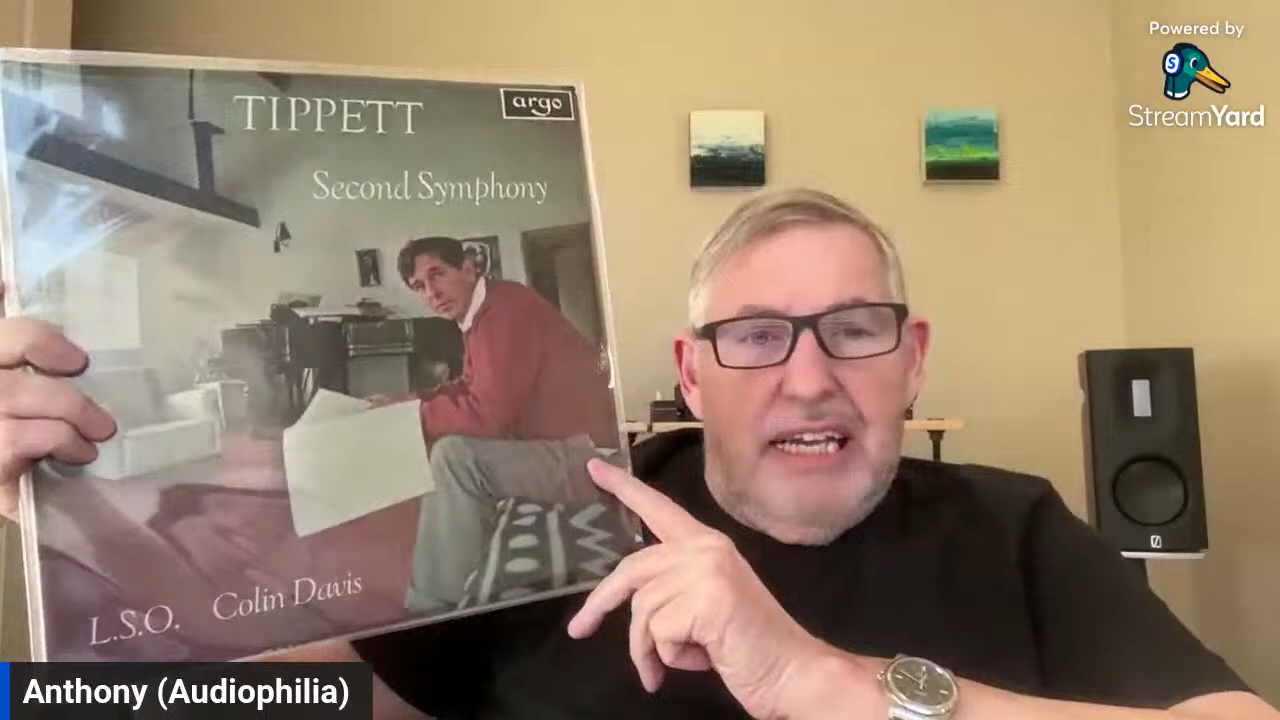 Powered by
S
StreamYard
TIPPETT
argo
Second Symphony
L.S.O. Colin Davis
Anthony (Audiophilia)